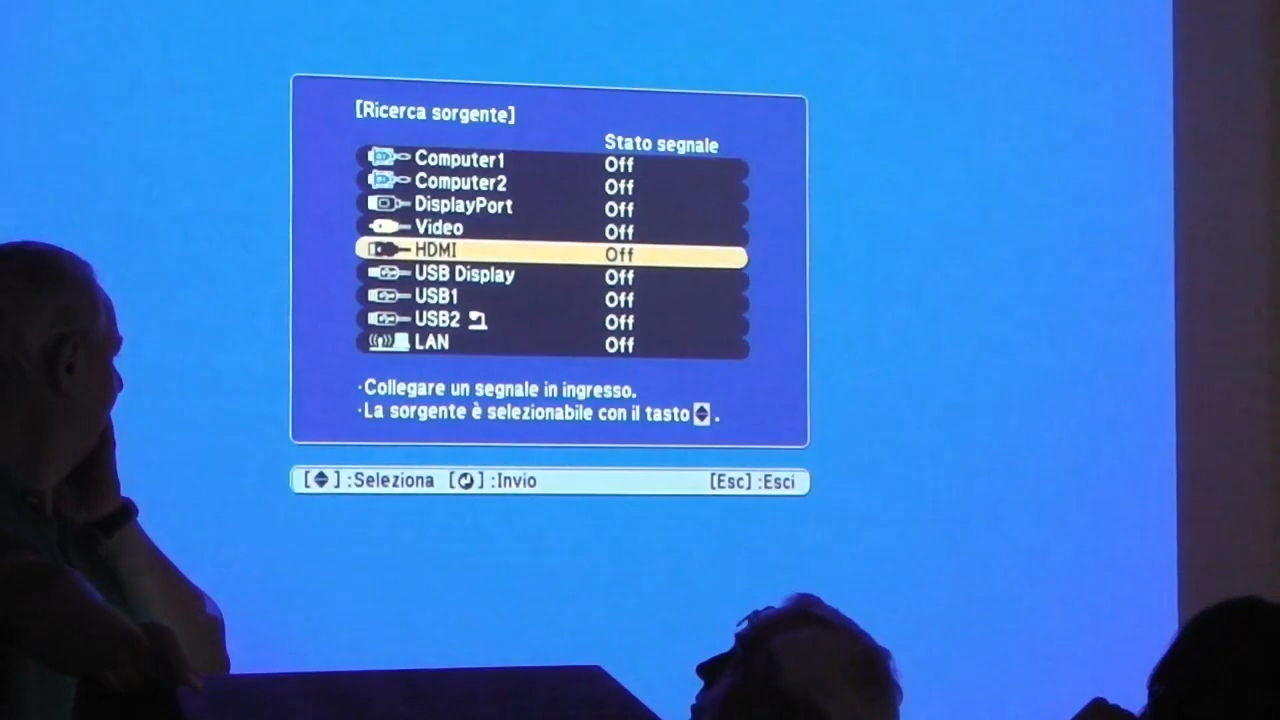 [Ricerca sorgente]
Stato segnale
Computer1 Off
Computer2 Off
DisplayPort Off
Video Off
HDMI Off
USB Display Off
USB1 Off
USB2 Off
LAN Off
·Collegare un segnale in ingresso.
·La sorgente è selezionabile con il tasto .
[ ] :Seleziona [ ] :Invio [Esc] :Esci